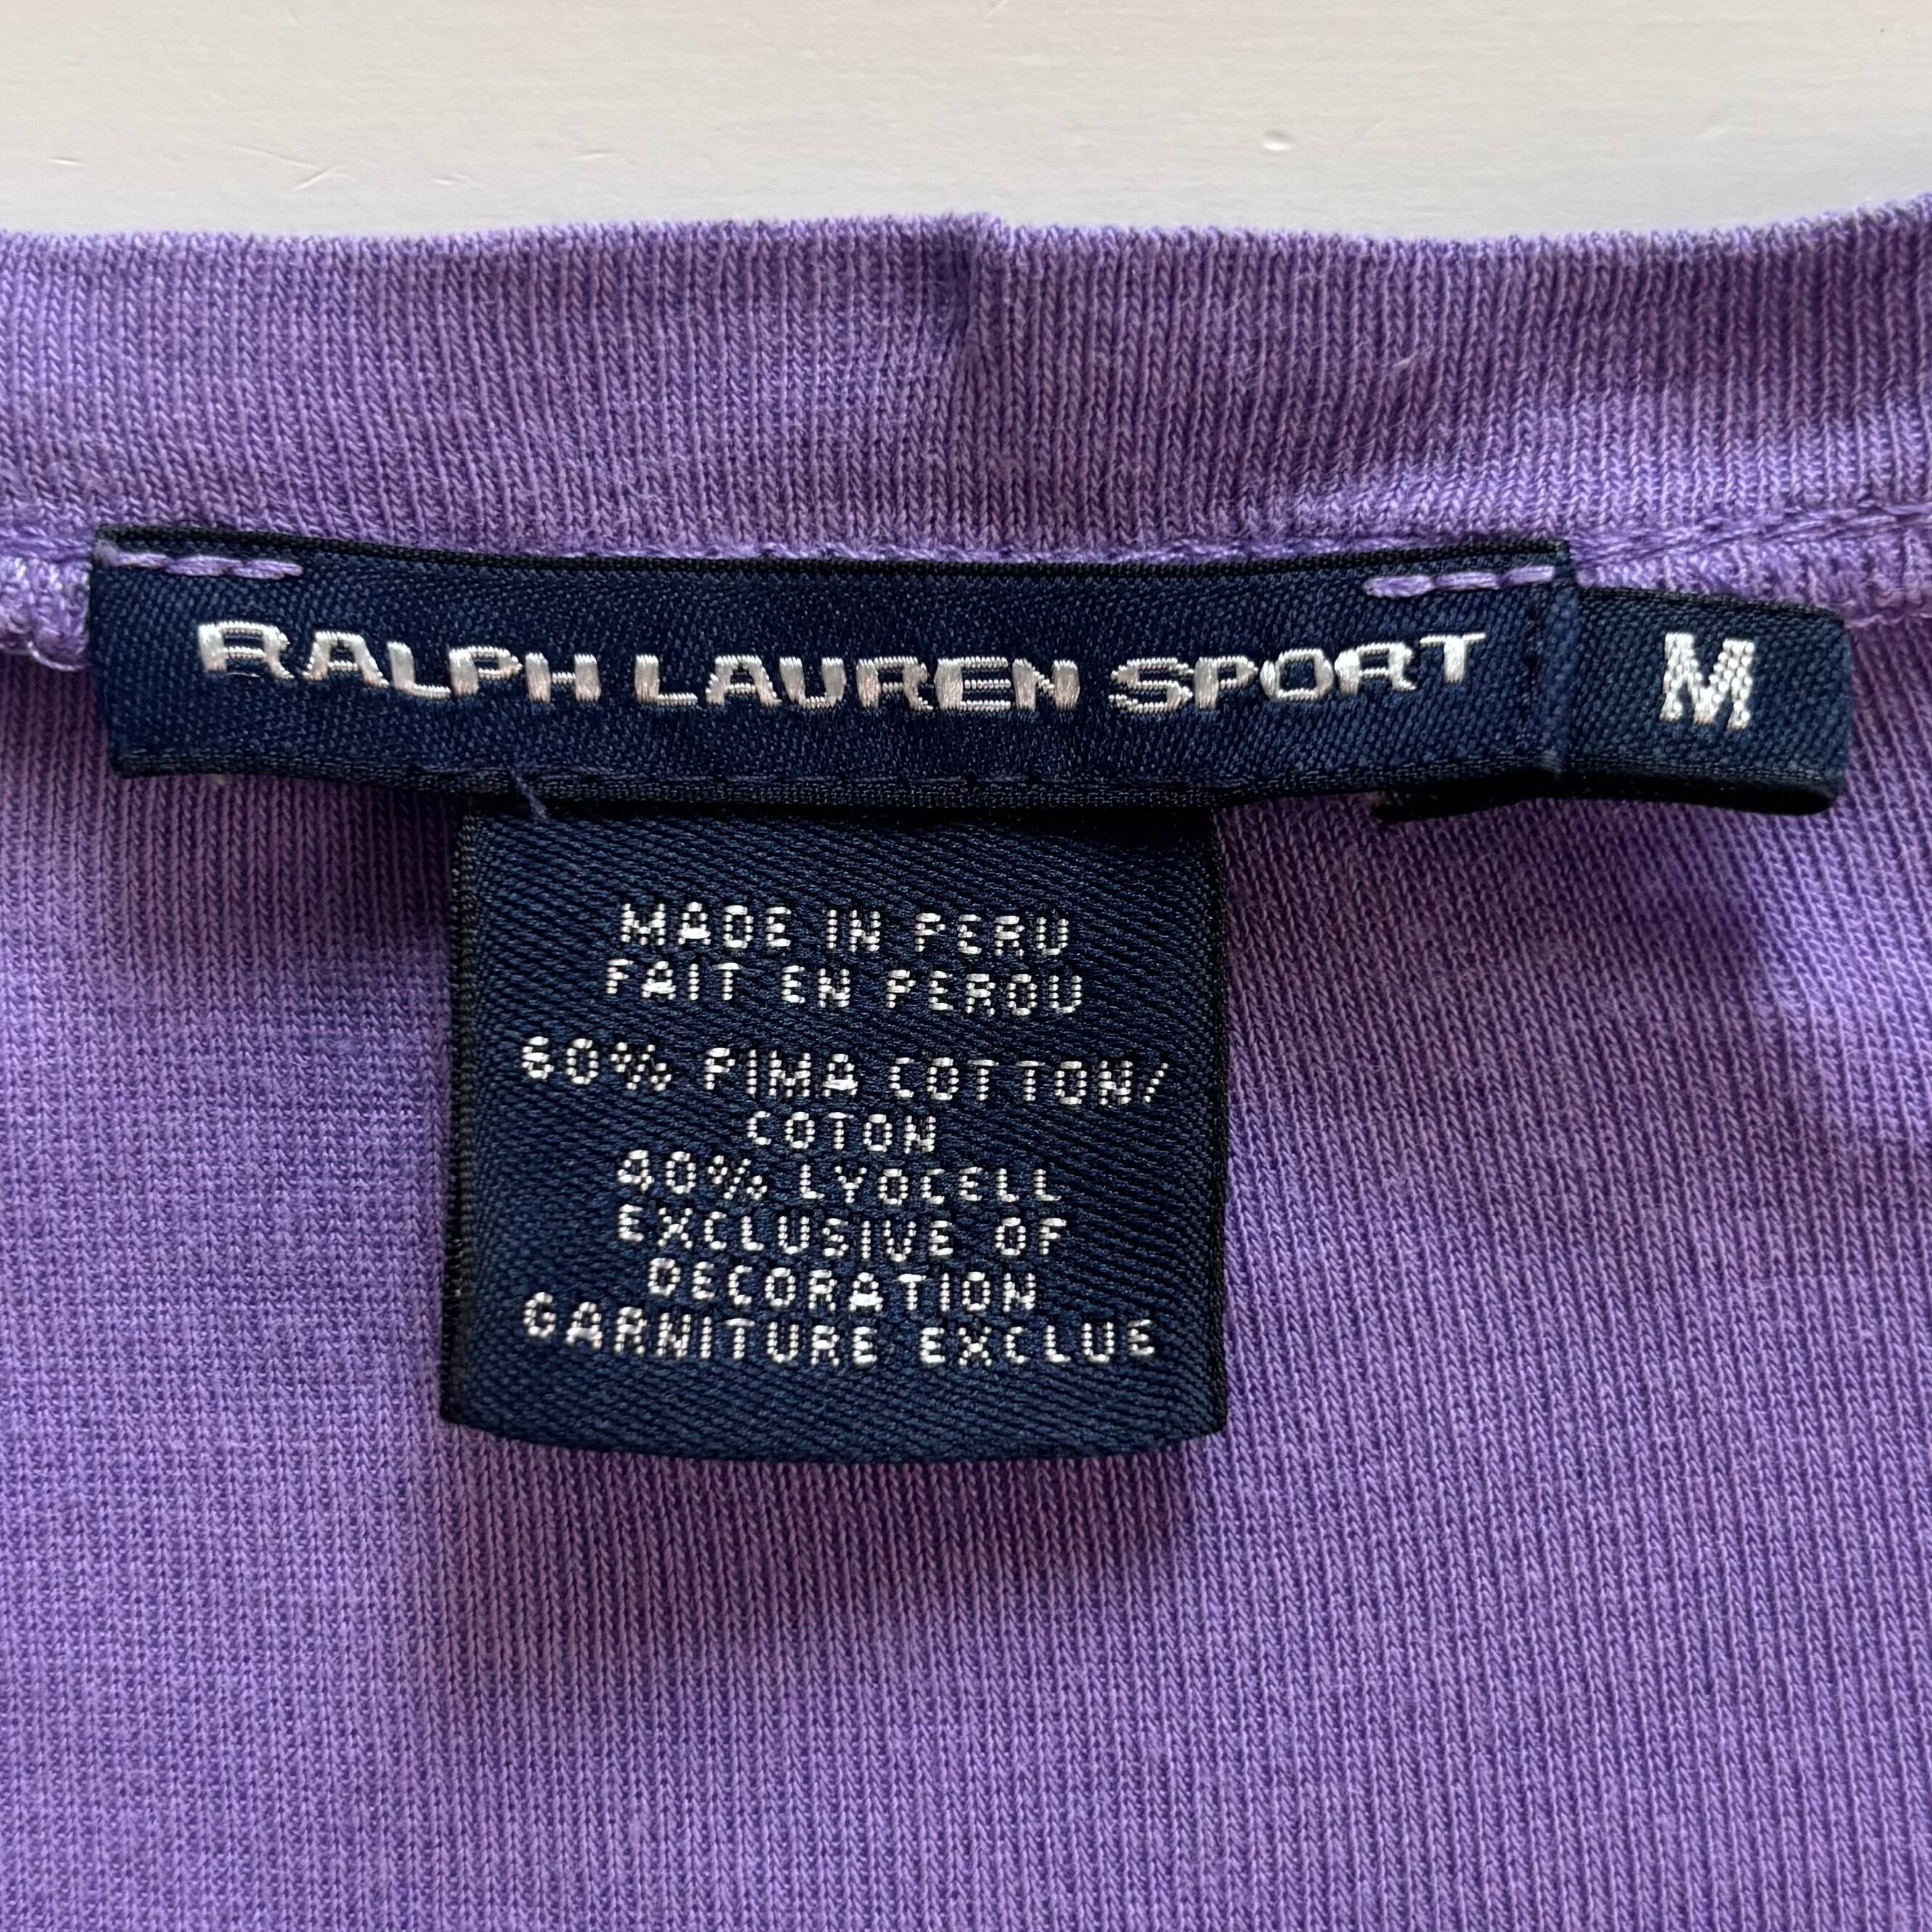 RALPH LAUREN SPORT
M
MADE IN PERU
FAIT EN PEROU
60% PIMA COTTON/
COTON
40% LYOCELL
EXCLUSIVE OF
DECORATION
GARNITURE EXCLUE